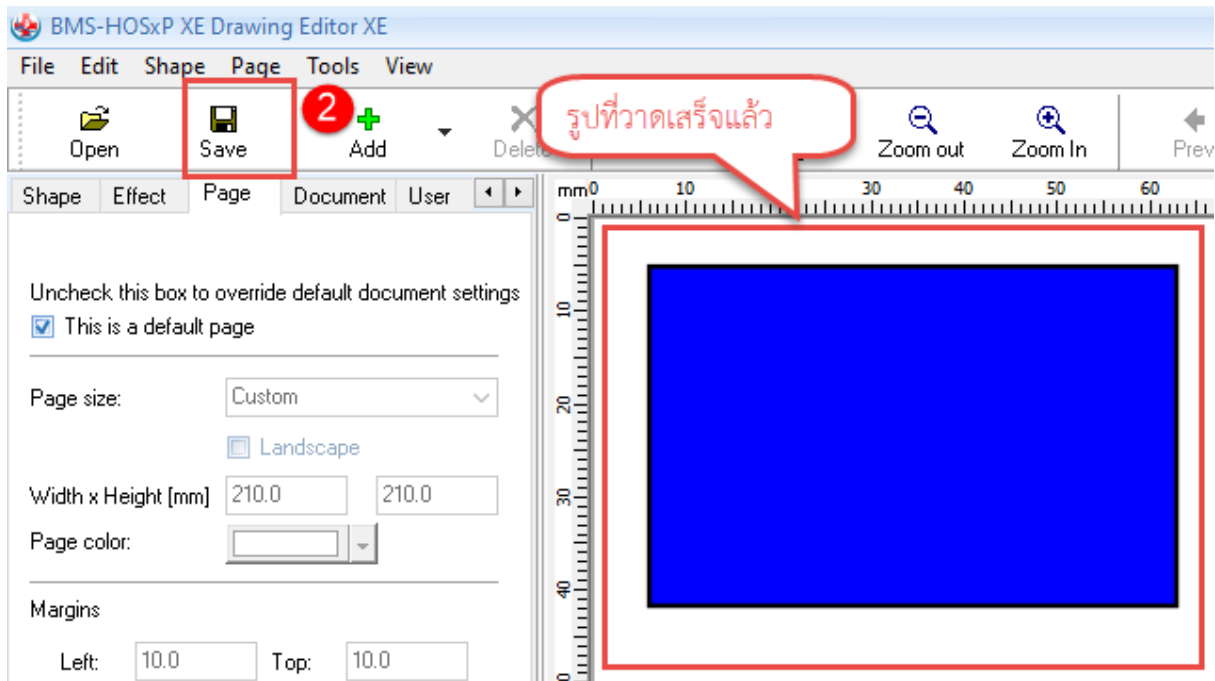 BMS-HOSxP XE Drawing Editor XE
File Edit Shape Page Tools View
Open Save 2 Add Delete Zoom out Zoom In Prev
รูปที่วาดเสร็จแล้ว
Shape Effect Page Document User
mm 0 10 30 40 50 60
0
10
20
30
40
Uncheck this box to override default document settings
This is a default page
Page size: Custom
Landscape
Width x Height [mm] 210.0 210.0
Page color:
Margins
Left: 10.0 Top: 10.0